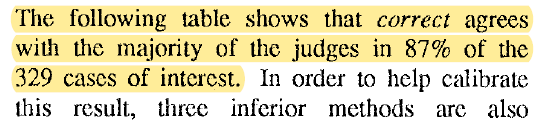 The following table shows that correct agrees
with the majority of the judges in 87% of the
329 cases of interest. In order to help calibrate
this result, three inferior methods are also